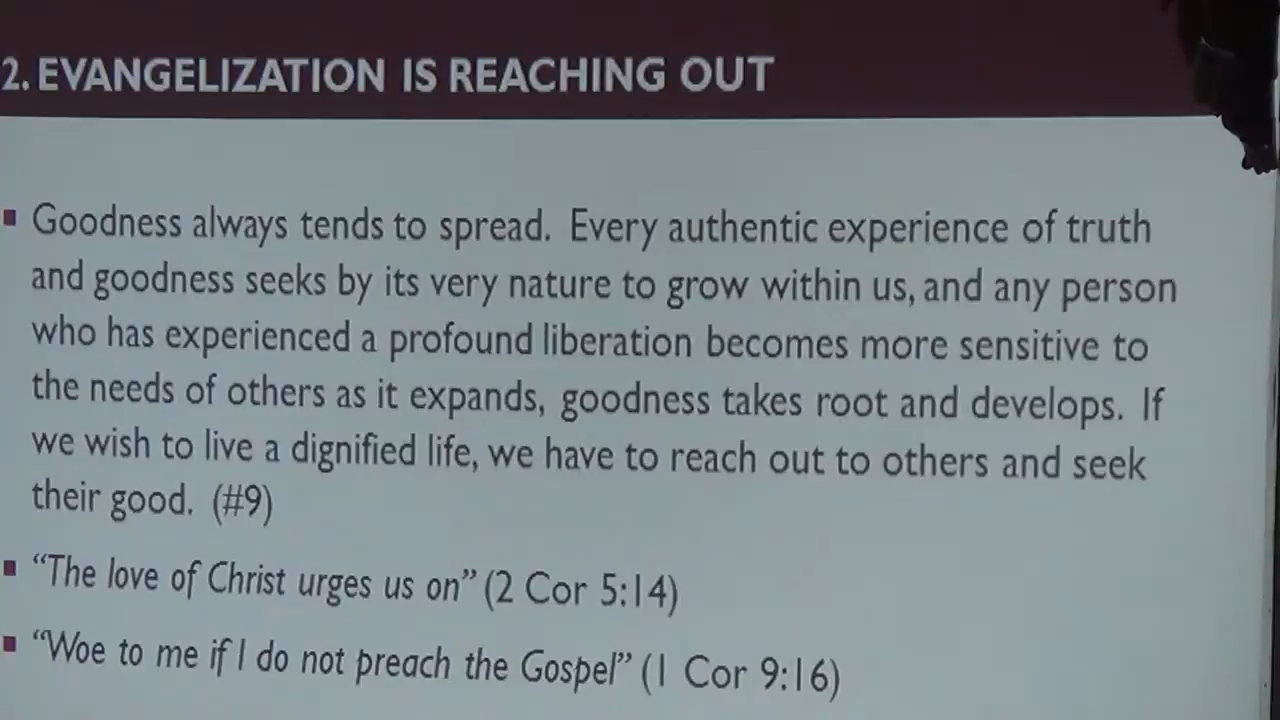 2. EVANGELIZATION IS REACHING OUT
▪ Goodness always tends to spread. Every authentic experience of truth
and goodness seeks by its very nature to grow within us, and any person
who has experienced a profound liberation becomes more sensitive to
the needs of others as it expands, goodness takes root and develops. If
we wish to live a dignified life, we have to reach out to others and seek
their good. (#9)
▪ “The love of Christ urges us on” (2 Cor 5:14)
▪ “Woe to me if I do not preach the Gospel” (1 Cor 9:16)